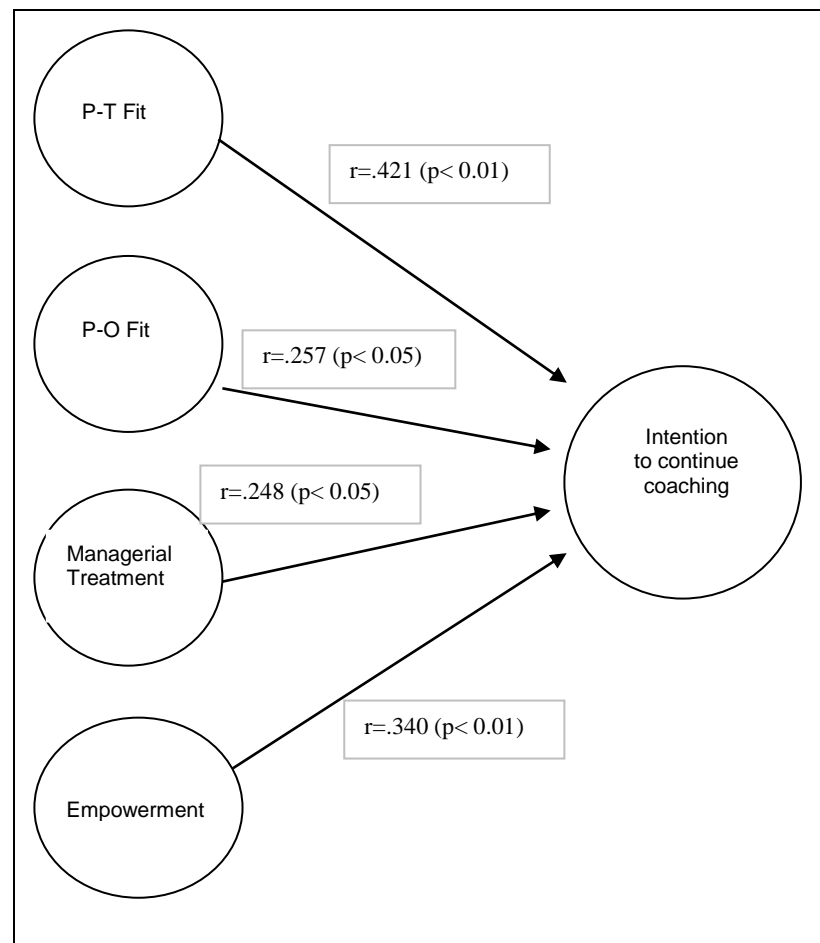 P-T Fit
r=.421 (p< 0.01)
P-O Fit
r=.257 (p< 0.05)
Intention
to continue
coaching
r=.248 (p< 0.05)
Managerial
Treatment
r=.340 (p< 0.01)
Empowerment